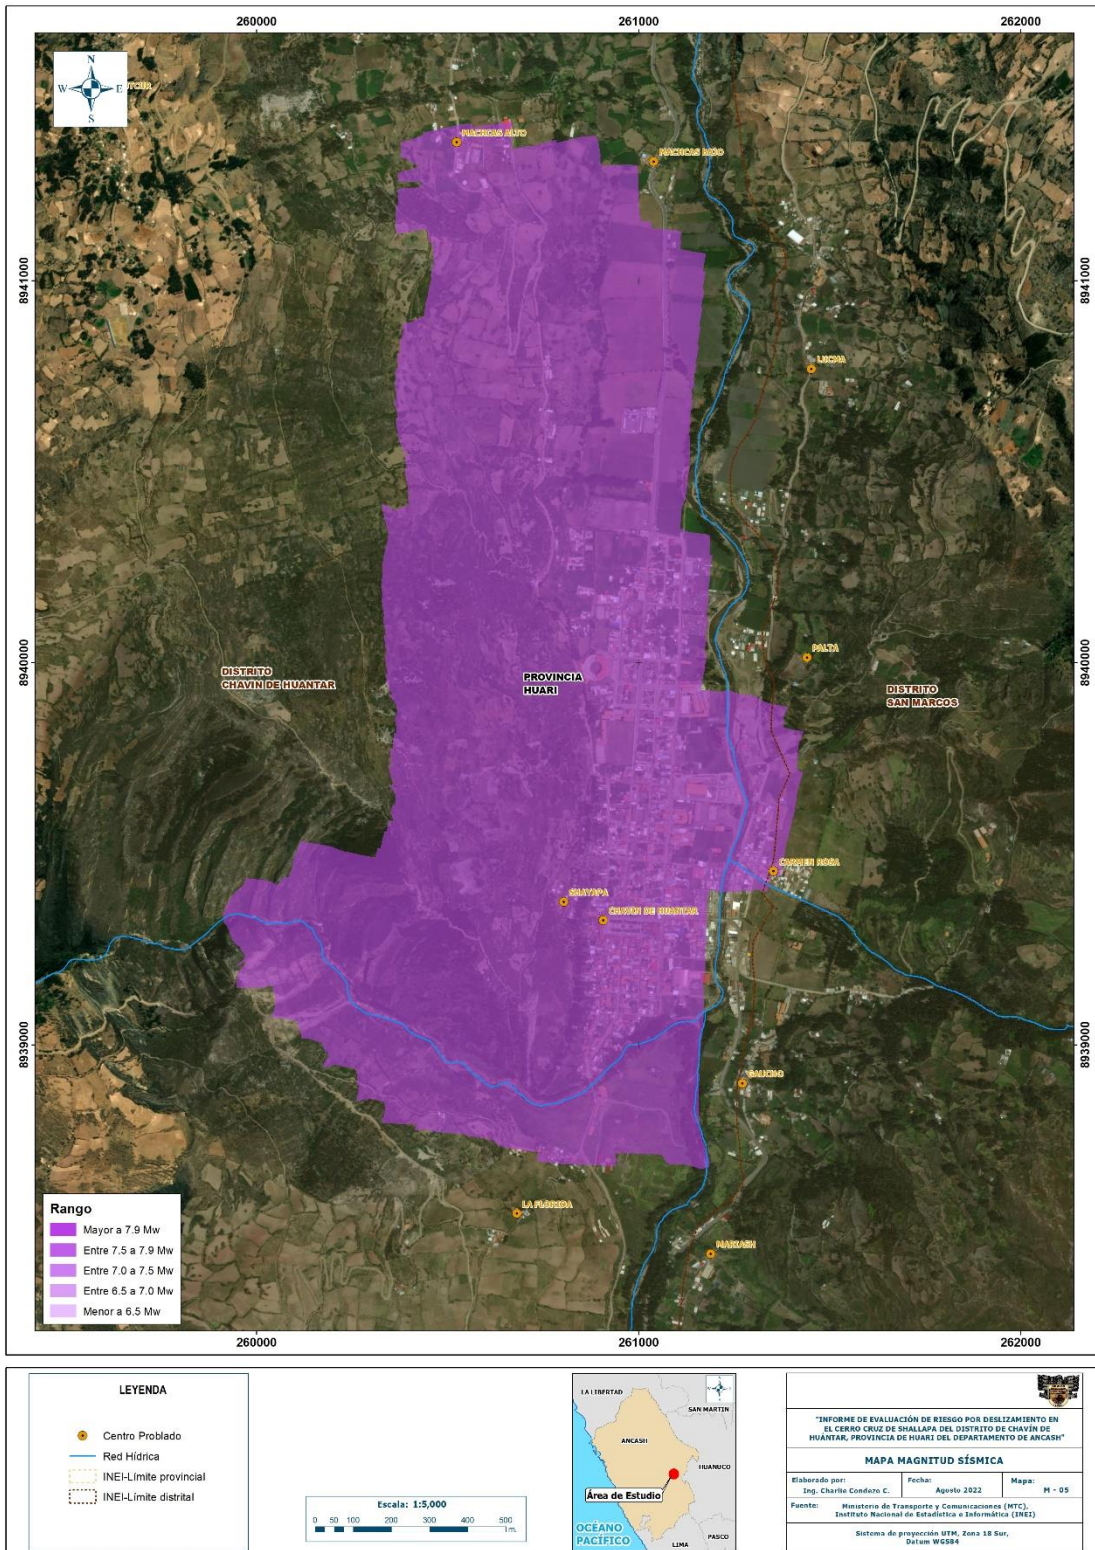 260000
261000
262000
N
W
E
S
MACHCAS ALTO
MACHCAS BAJO
8941000
8941000
LUCMA
8940000
8940000
PALTA
DISTRITO
CHAVIN DE HUANTAR
PROVINCIA
HUARI
DISTRITO
SAN MARCOS
CARMEN ROSA
SHAYAPA
CHAVIN DE HUANTAR
8939000
8939000
GAUCHO
LA FLORIDA
MARIASH
Rango
Mayor a 7.9 Mw
Entre 7.5 a 7.9 Mw
Entre 7.0 a 7.5 Mw
Entre 6.5 a 7.0 Mw
Menor a 6.5 Mw
260000
261000
262000
LEYENDA
Centro Problado
Red Hídrica
INEI-Límite provincial
INEI-Límite distrital
Escala: 1:5,000
0 50 100 200 300 400 500
m.
LA LIBERTAD
SAN MARTIN
ANCASH
HUANUCO
Área de Estudio
OCÉANO
PACÍFICO
PASCO
LIMA
"INFORME DE EVALUACIÓN DE RIESGO POR DESLIZAMIENTO EN
EL CERRO CRUZ DE SHALLAPA DEL DISTRITO DE CHAVÍN DE
HUÁNTAR, PROVINCIA DE HUARI DEL DEPARTAMENTO DE ANCASH"
MAPA MAGNITUD SÍSMICA
Elaborado por:
Ing. Charlie Condezo C.
Fecha:
Agosto 2022
Mapa:
M - 05
Fuente:
Ministerio de Transporte y Comunicaciones (MTC),
Instituto Nacional de Estadística e Informática (INEI)
Sistema de proyección UTM, Zona 18 Sur,
Datum WGS84